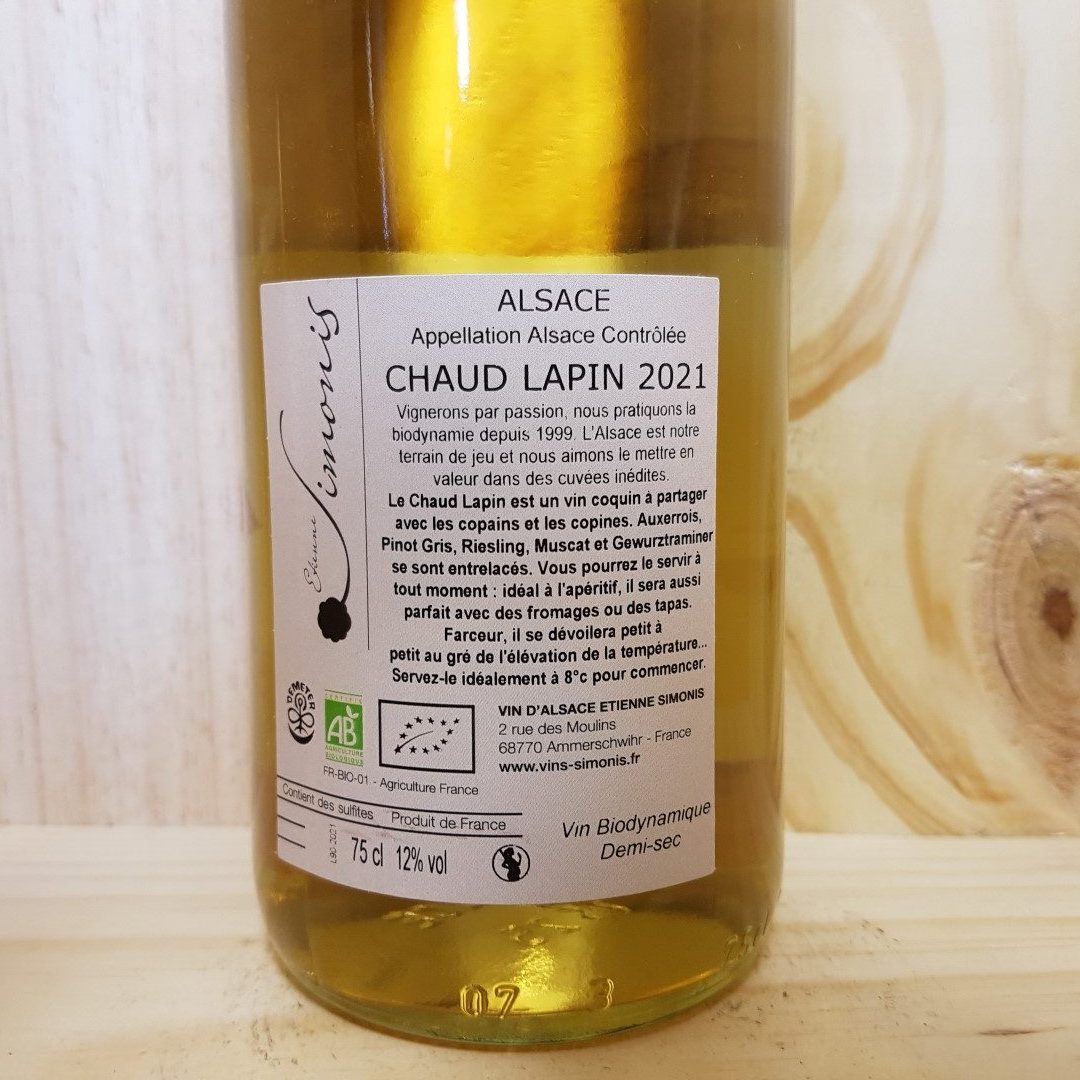 Etienne Simonis
ALSACE
Appellation Alsace Contrôlée
CHAUD LAPIN 2021
Vignerons par passion, nous pratiquons la
biodynamie depuis 1999. L'Alsace est notre
terrain de jeu et nous aimons le mettre en
valeur dans des cuvées inédites.
Le Chaud Lapin est un vin coquin à partager
avec les copains et les copines. Auxerrois,
Pinot Gris, Riesling, Muscat et Gewurztraminer
se sont entrelacés. Vous pourrez le servir à
tout moment : idéal à l'apéritif, il sera aussi
parfait avec des fromages ou des tapas.
Farceur, il se dévoilera petit à
petit au gré de l'élévation de la température...
Servez-le idéalement à 8°c pour commencer.
DEMETER
CERTIFIÉ
AB
AGRICULTURE
BIOLOGIQUE
FR-BIO-01 - Agriculture France
VIN D'ALSACE ETIENNE SIMONIS
2 rue des Moulins
68770 Ammerschwihr - France
www.vins-simonis.fr
Contient des sulfites Produit de France
75 cl 12% vol
Vin Biodynamique
Demi-sec
07 3